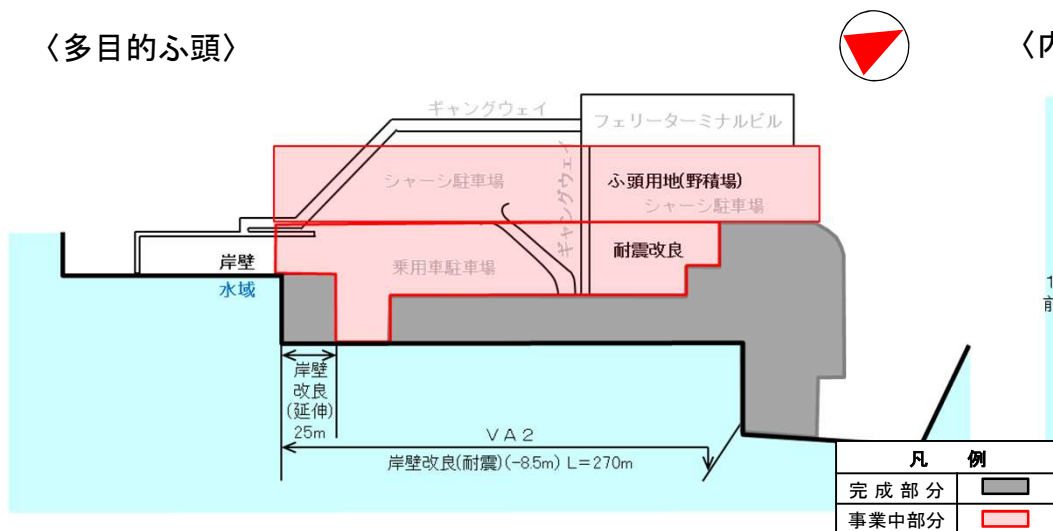 〈多目的ふ頭〉
〈内
ギャングウェイ
フェリーターミナルビル
シャーシ駐車場
ギャングウェイ
ふ頭用地(野積場)
シャーシ駐車場
岸壁
水域
乗用車駐車場
耐震改良
1
前
岸壁
改良
(延伸)
25m
VA2
岸壁改良(耐震)(-8.5m) L=270m
凡 例
完成部分
事業中部分